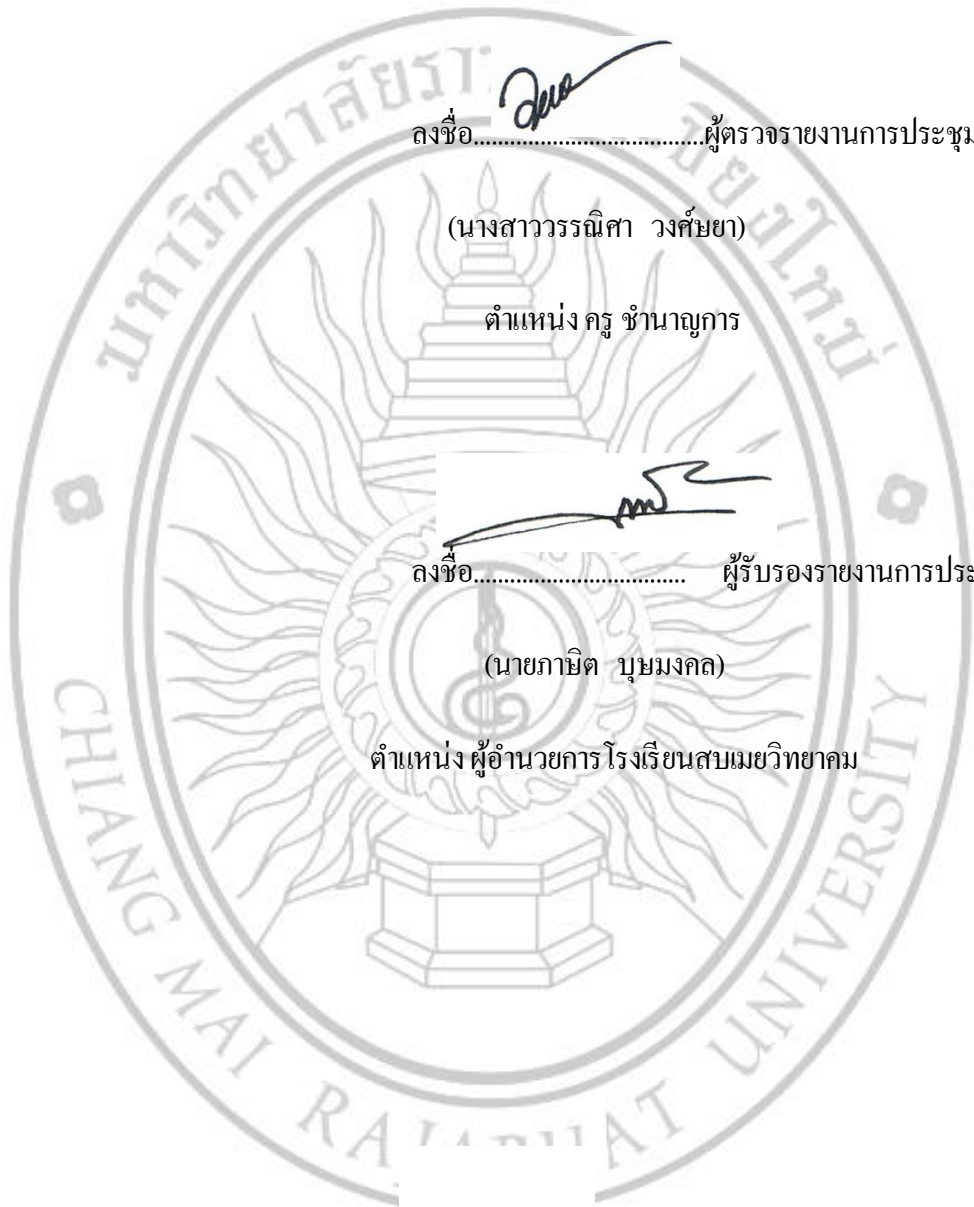 ลงชื่อ......................................ผู้ตรวจรายงานการประชุม
(นางสาววรรณิศา วงศ์ษยา)
ตำแหน่ง ครู ชำนาญการ
ลงชื่อ................................... ผู้รับรองรายงานการประ
(นายภาษิต บุษมงคล)
ตำแหน่ง ผู้อำนวยการโรงเรียนสบเมยวิทยาคม
CHIANG MAI RAJABHAT UNIVERSITY